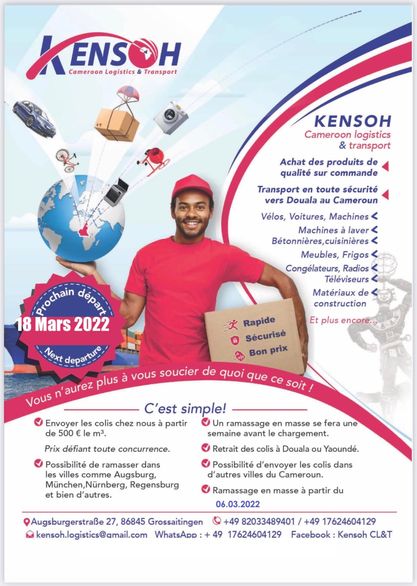 KENSOH
Cameroon Logistics & Transport
KENSOH
Cameroon logistics
& transport
Achat des produits de
qualité sur commande
Transport en toute sécurité
vers Douala au Cameroun
Vélos, Voitures, Machines
Machines à laver
Bétonnières,cuisinières
Meubles, Frigos
Congélateurs, Radios
Téléviseurs
Matériaux de
construction
Et plus encore...
Prochain départ
18 Mars 2022
Next departure
Rapide
Sécurisé
Bon prix
Vous n'aurez plus à vous soucier de quoi que ce soit !
C'est simple!
Envoyer les colis chez nous à partir
de 500 € le m³.
Prix défiant toute concurrence.
Possibilité de ramasser dans
les villes comme Augsburg,
München,Nürnberg, Regensburg
et bien d'autres.
Un ramassage en masse se fera une
semaine avant le chargement.
Retrait des colis à Douala ou Yaoundé.
Possibilité d'envoyer les colis dans
d'autres villes du Cameroun.
Ramassage en masse à partir du
06.03.2022
Augsburgerstraße 27, 86845 Grossaitingen +49 82033489401 / +49 17624604129
kensoh.logistics@gmail.com WhatsApp : + 49 17624604129 Facebook : Kensoh CL&T